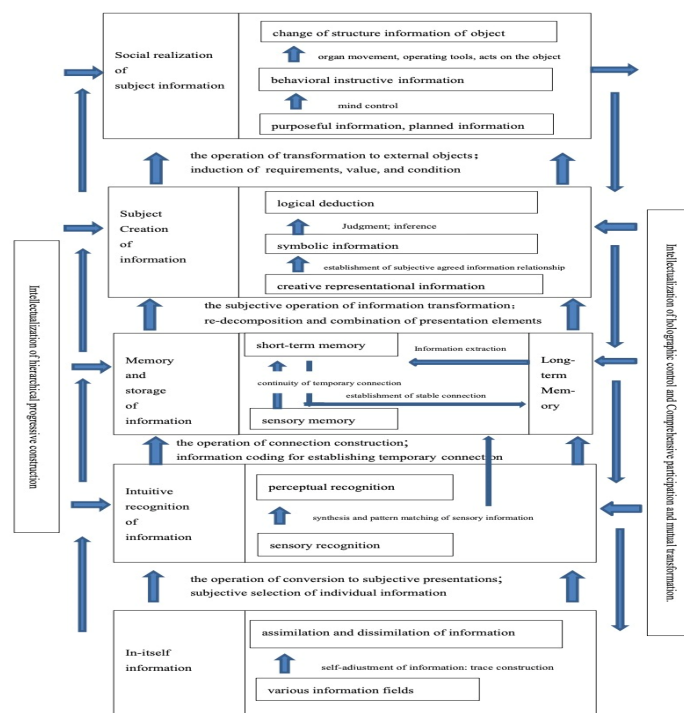 change of structure information of object
Social realization
of
subject information
organ movement, operating tools, acts on the object
behavioral instructive information
mind control
purposeful information, planned information
the operation of transformation to external objects;
induction of requirements, value, and condition
Subject
Creation
of
information
logical deduction
Judgment; inference
symbolic information
establishment of subjective agreed information relationship
creative representational information
the subjective operation of information transformation;
re-decomposition and combination of presentation elements
Memory
and
storage
of
information
short-term memory
Information extraction
continuity of temporary connection
establishment of stable connection
sensory memory
Long-
term
Mem-
ory
the operation of connection construction;
information coding for establishing temporary connection
Intuitive
recognition
of
information
perceptual recognition
synthesis and pattern matching of sensory information
sensory recognition
the operation of conversion to subjective presentations;
subjective selection of individual information
In-itself
information
assimilation and dissimilation of information
self-adiustment of information: trace construction
various information fields
Intellectualization of hierarchical progressive construction
Intellectualization of holographic control and Comprehensive participation and mutual transformation.